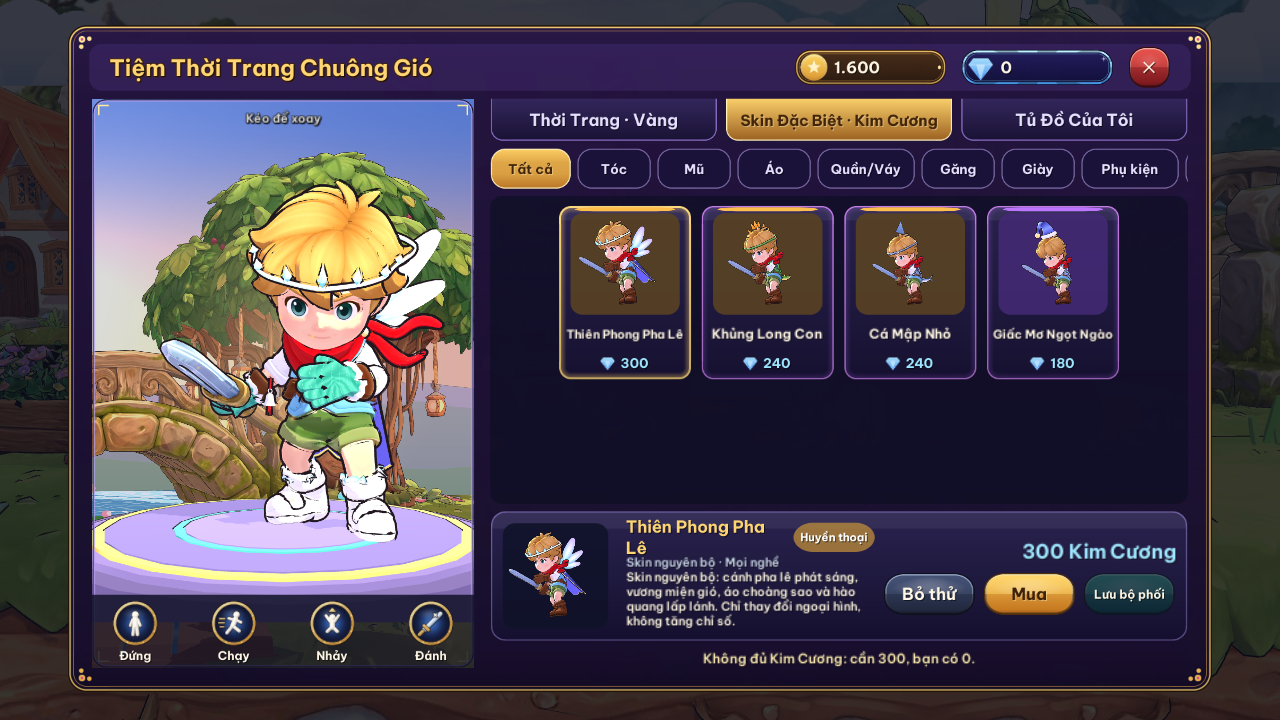 Tiệm Thời Trang Chuông Gió
1.600
0
Kéo để xoay
Thời Trang · Vàng
Skin Đặc Biệt · Kim Cương
Tủ Đồ Của Tôi
Tất cả
Tóc
Mũ
Áo
Quần/Váy
Găng
Giày
Phụ kiện
Thiên Phong Pha Lê
Khủng Long Con
Cá Mập Nhỏ
Giấc Mơ Ngọt Ngào
300
240
240
180
Thiên Phong Pha
Lê
Huyền thoại
Skin nguyên bộ · Mọi nghề
Skin nguyên bộ: cánh pha lê phát sáng,
vương miện gió, áo choàng sao và hào
quang lấp lánh. Chỉ thay đổi ngoại hình,
không tăng chỉ số.
300 Kim Cương
Bỏ thử
Mua
Lưu bộ phối
Đứng
Chạy
Nhảy
Đánh
Không đủ Kim Cương: cần 300, bạn có 0.